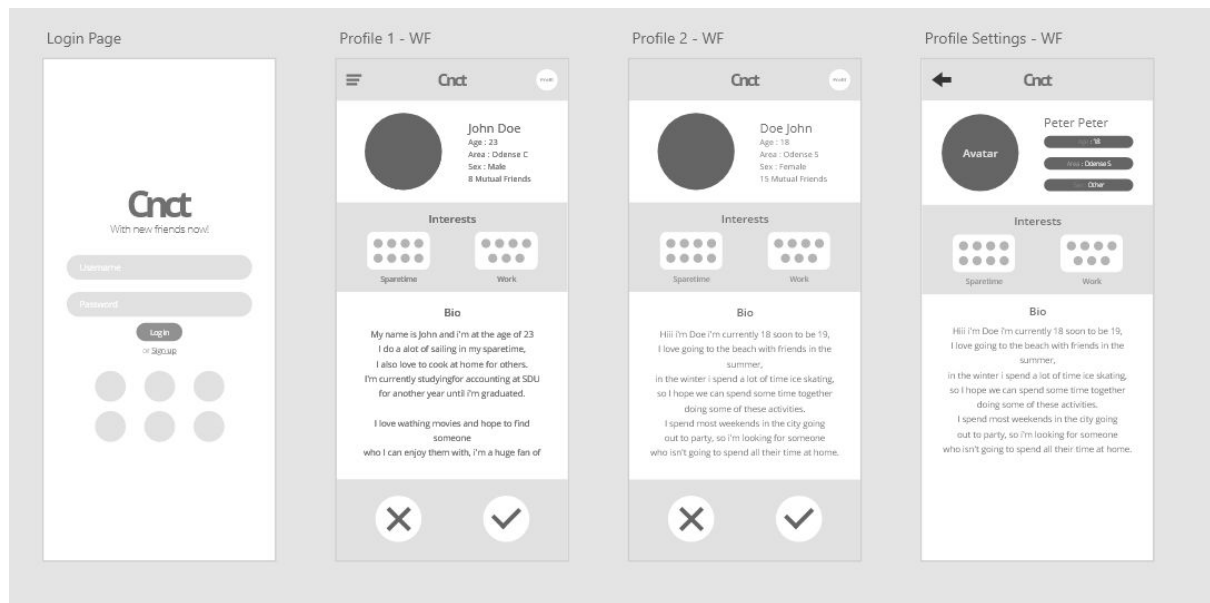 Login Page
Cnct
With new friends now!
Username
Password
Log in
or Sign up
Profile 1 - WF
Cnct
John Doe
Age : 23
Area : Odense C
Sex : Male
8 Mutual Friends
Interests
Sparetime
Work
Bio
My name is John and i'm at the age of 23
I do a alot of sailing in my sparetime,
I also love to cook at home for others.
I'm currently studyingfor accounting at SDU
for another year until i'm graduated.
I love wathing movies and hope to find
someone
who I can enjoy them with, i'm a huge fan of
Profile 2 - WF
Cnct
Doe John
Age : 18
Area : Odense S
Sex : Female
15 Mutual Friends
Interests
Sparetime
Work
Bio
Hiii i'm Doe i'm currently 18 soon to be 19,
I love going to the beach with friends in the
summer,
in the winter i spend a lot of time ice skating,
so I hope we can spend some time together
doing some of these activities.
I spend most weekends in the city going
out to party, so i'm looking for someone
who isn't going to spend all their time at home.
Profile Settings - WF
Cnct
Avatar
Peter Peter
: 18
Area : Odense S
Other
Interests
Sparetime
Work
Bio
Hiii i'm Doe i'm currently 18 soon to be 19,
I love going to the beach with friends in the
summer,
in the winter i spend a lot of time ice skating,
so I hope we can spend some time together
doing some of these activities.
I spend most weekends in the city going
out to party, so i'm looking for someone
who isn't going to spend all their time at home.